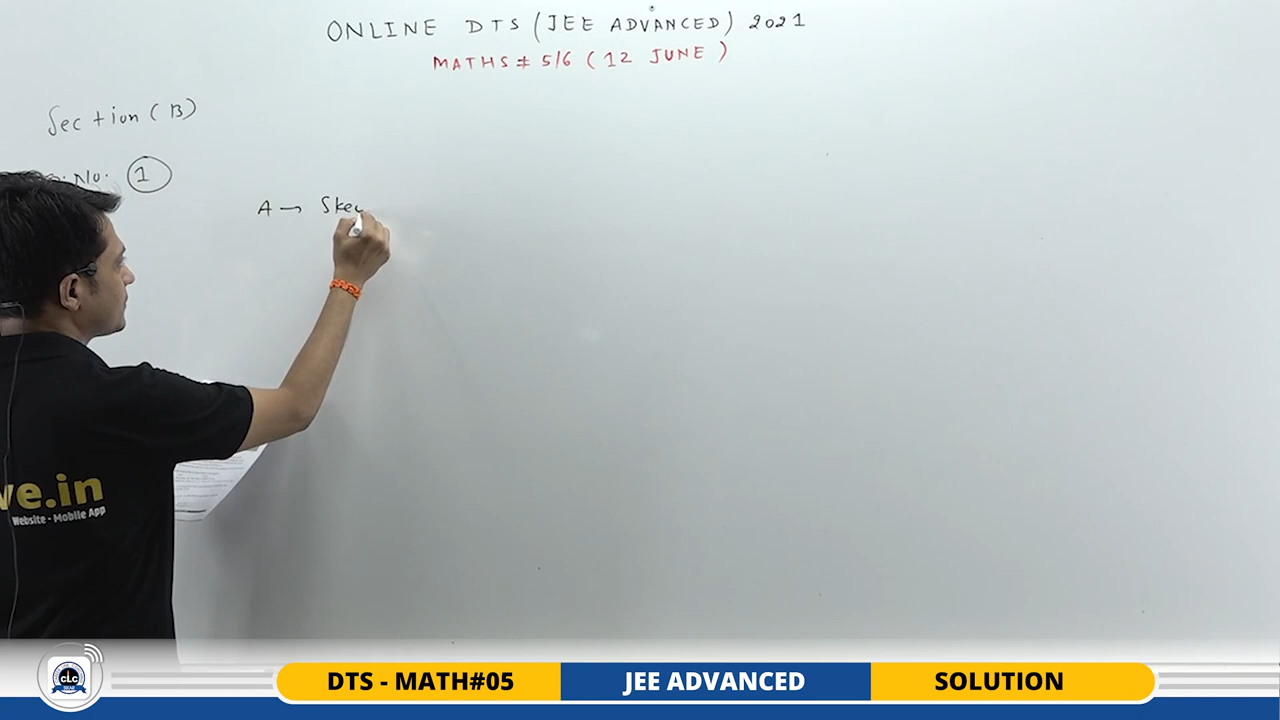 ONLINE DTS (JEE ADVANCED) 2021
MATHS # 5/6 (12 JUNE)
Section (B)
No. 1
A → Ske
ve.in
Website - Mobile App
CLC
DTS - MATH#05
JEE ADVANCED
SOLUTION